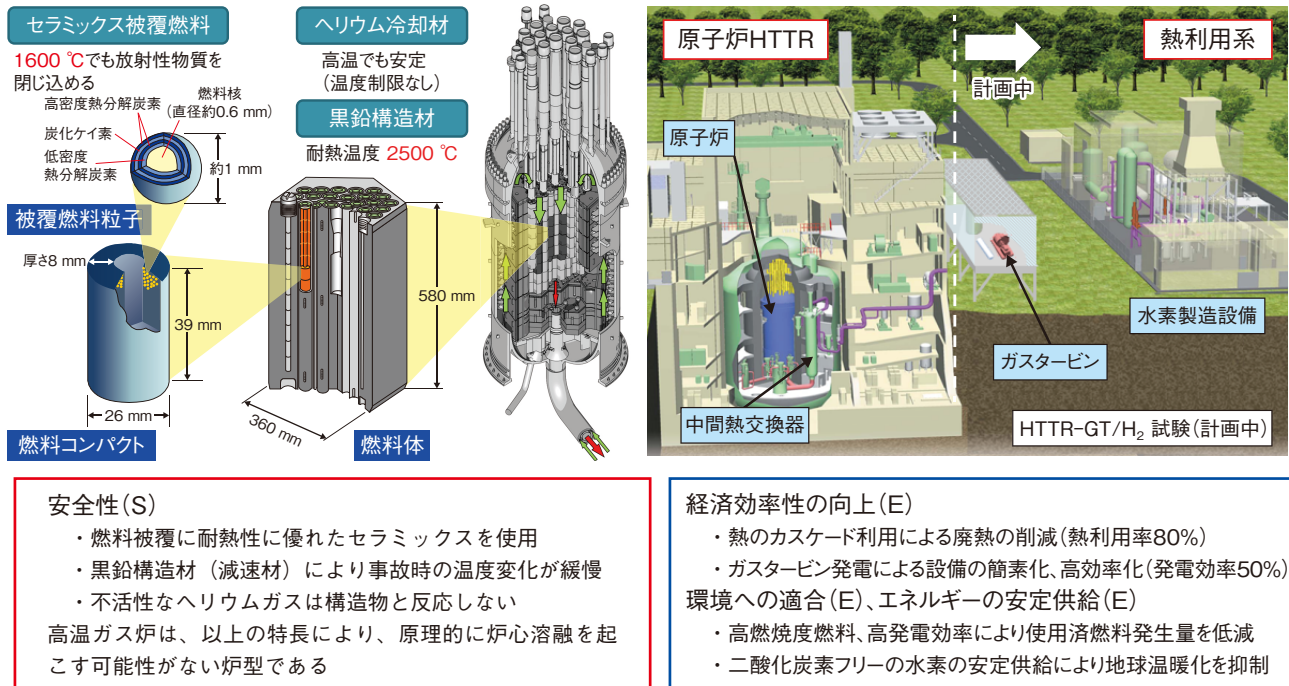 セラミックス被覆燃料
1600 ℃でも放射性物質を
閉じ込める
高密度熱分解炭素
燃料核
(直径約0.6 mm)
炭化ケイ素
低密度
熱分解炭素
約1 mm
被覆燃料粒子
厚さ8 mm
39 mm
26 mm
燃料コンパクト
ヘリウム冷却材
高温でも安定
(温度制限なし)
黒鉛構造材
耐熱温度 2500 ℃
580 mm
360 mm
燃料体
原子炉HTTR
計画中
熱利用系
原子炉
中間熱交換器
ガスタービン
水素製造設備
HTTR-GT/H₂ 試験(計画中)
安全性(S)
・燃料被覆に耐熱性に優れたセラミックスを使用
・黒鉛構造材（減速材）により事故時の温度変化が緩慢
・不活性なヘリウムガスは構造物と反応しない
高温ガス炉は、以上の特長により、原理的に炉心溶融を起
こす可能性がない炉型である
経済効率性の向上(E)
・熱のカスケード利用による廃熱の削減(熱利用率80%)
・ガスタービン発電による設備の簡素化、高効率化(発電効率50%)
環境への適合(E)、エネルギーの安定供給(E)
・高燃焼度燃料、高発電効率により使用済燃料発生量を低減
・二酸化炭素フリーの水素の安定供給により地球温暖化を抑制